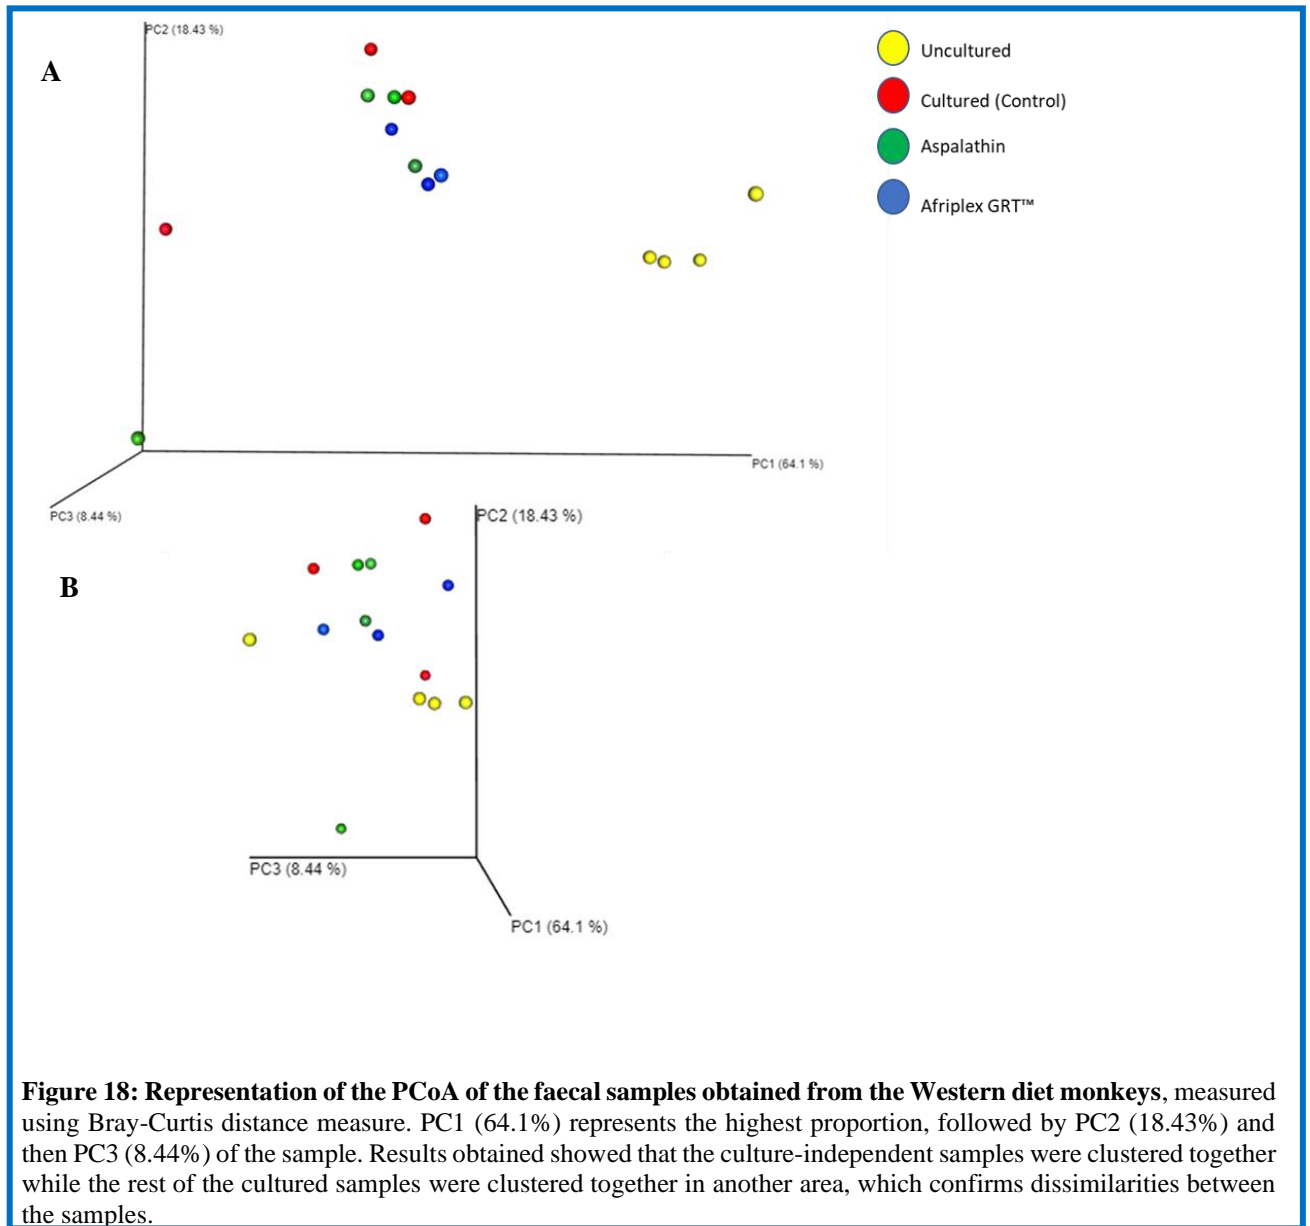 PC2 (18.43 %)
A
Uncultured
Cultured (Control)
Aspalathin
Afriplex GRT™
PC1 (64.1 %)
PC3 (8.44 %)
PC2 (18.43 %)
B
PC3 (8.44 %)
PC1 (64.1 %)
Figure 18: Representation of the PCoA of the faecal samples obtained from the Western diet monkeys, measured
using Bray-Curtis distance measure. PC1 (64.1%) represents the highest proportion, followed by PC2 (18.43%) and
then PC3 (8.44%) of the sample. Results obtained showed that the culture-independent samples were clustered together
while the rest of the cultured samples were clustered together in another area, which confirms dissimilarities between
the samples.